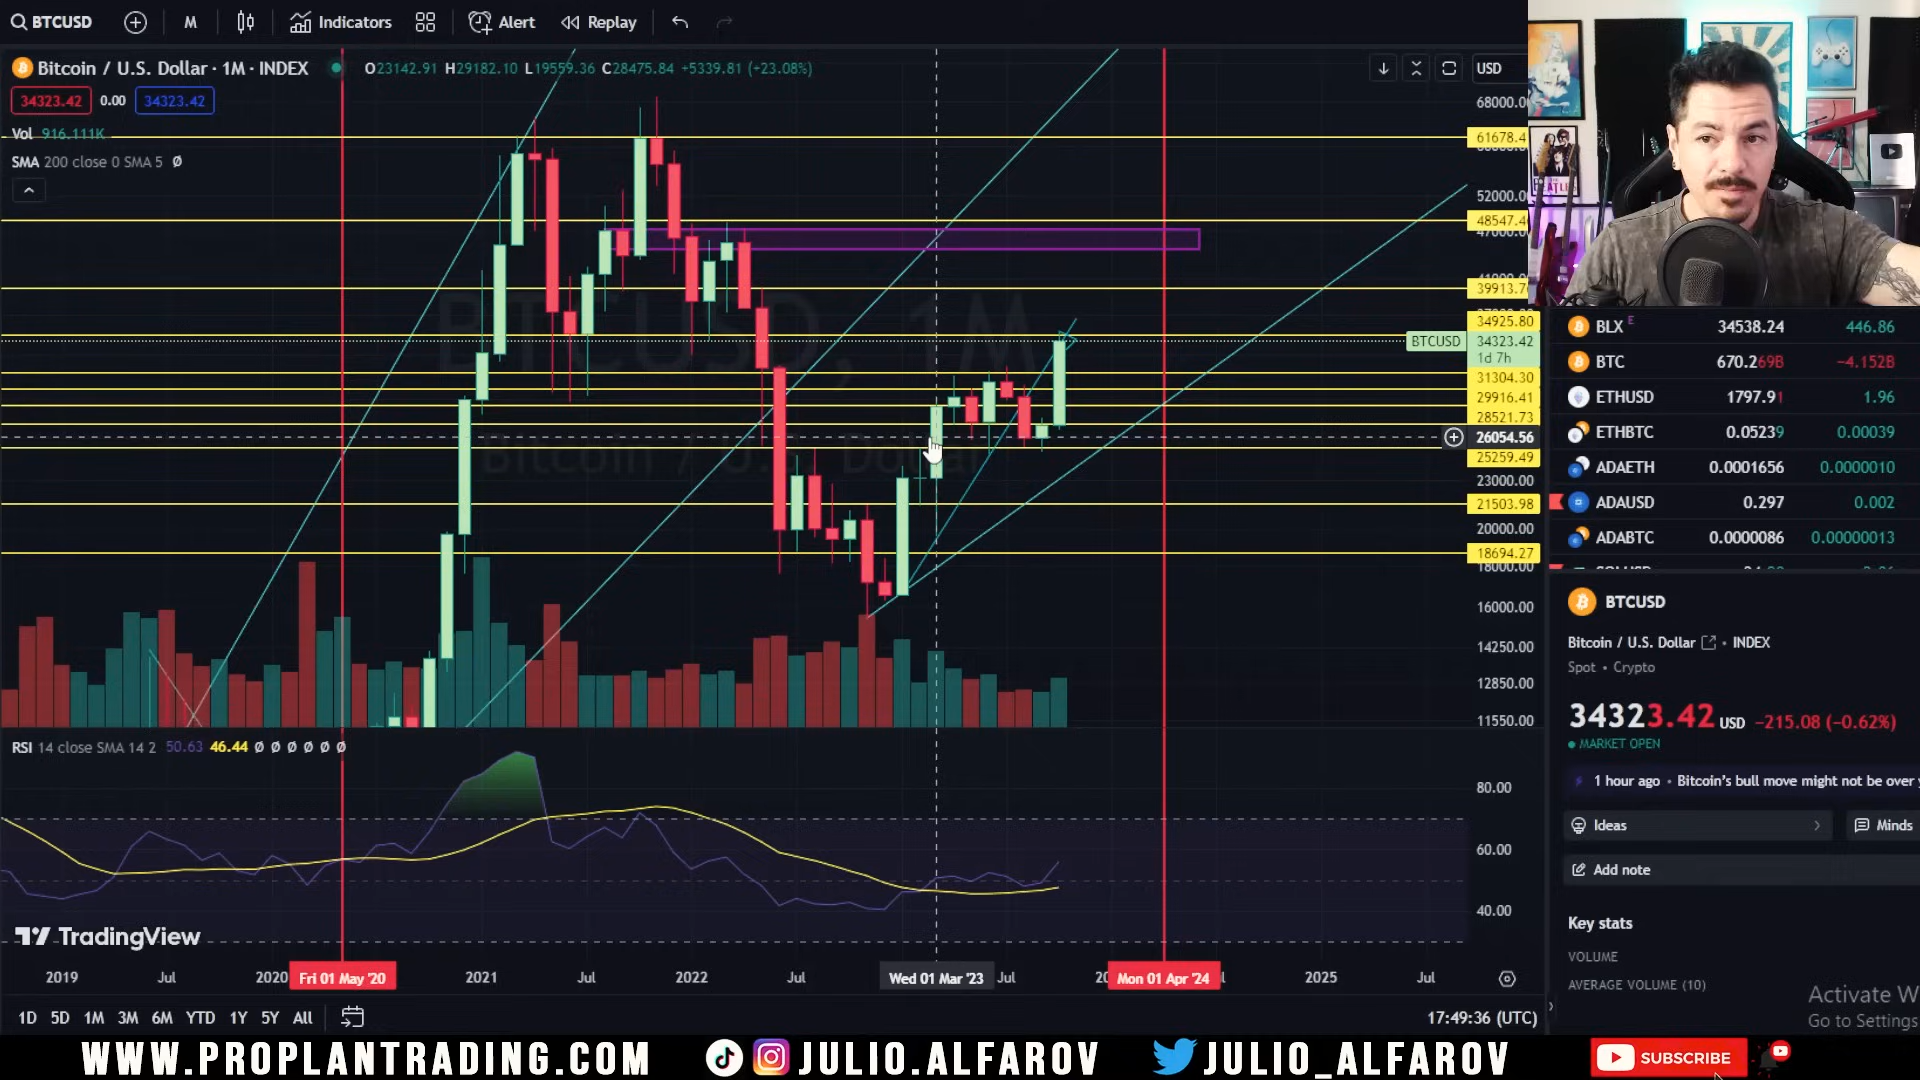 BTCUSD M Indicators Alert Replay
Bitcoin / U.S. Dollar · 1M · INDEX O23142.91 H29182.10 L19559.36 C28475.84 +5339.81 (+23.08%) USD
34323.42 0.00 34323.42
Vol 916.111K
SMA 200 close 0 SMA 5 Ø
BTCUSD, 1M
Bitcoin / U.S. Dollar
68000.00
61678.4
52000.00
48547.4
39913.7
34925.80
BTCUSD 34323.42
1d 7h
31304.30
29916.41
28521.73
26054.56
25259.49
23000.00
21503.98
20000.00
18694.27
18000.00
16000.00
14250.00
12850.00
11550.00
RSI 14 close SMA 14 2 50.63 46.44 Ø Ø Ø Ø Ø Ø
80.00
60.00
40.00
TradingView
2019 Jul 2020 Fri 01 May '20 2021 Jul 2022 Jul Wed 01 Mar '23 Jul Mon 01 Apr '24 2025 Jul
1D 5D 1M 3M 6M YTD 1Y 5Y All 17:49:36 (UTC)
BEATLES
BLX E 34538.24 446.86
BTC 670.269B −4.152B
ETHUSD 1797.91 1.96
ETHBTC 0.05239 0.00039
ADAETH 0.0001656 0.0000010
ADAUSD 0.297 0.002
ADABTC 0.0000086 0.00000013
BTCUSD
Bitcoin / U.S. Dollar · INDEX
Spot · Crypto
34323.42 USD −215.08 (−0.62%)
MARKET OPEN
1 hour ago · Bitcoin's bull move might not be over
Ideas Minds
Add note
Key stats
VOLUME
AVERAGE VOLUME (10)
Activate W
Go to Settings
WWW.PROPLANTRADING.COM JULIO.ALFAROV JULIO_ALFAROV SUBSCRIBE